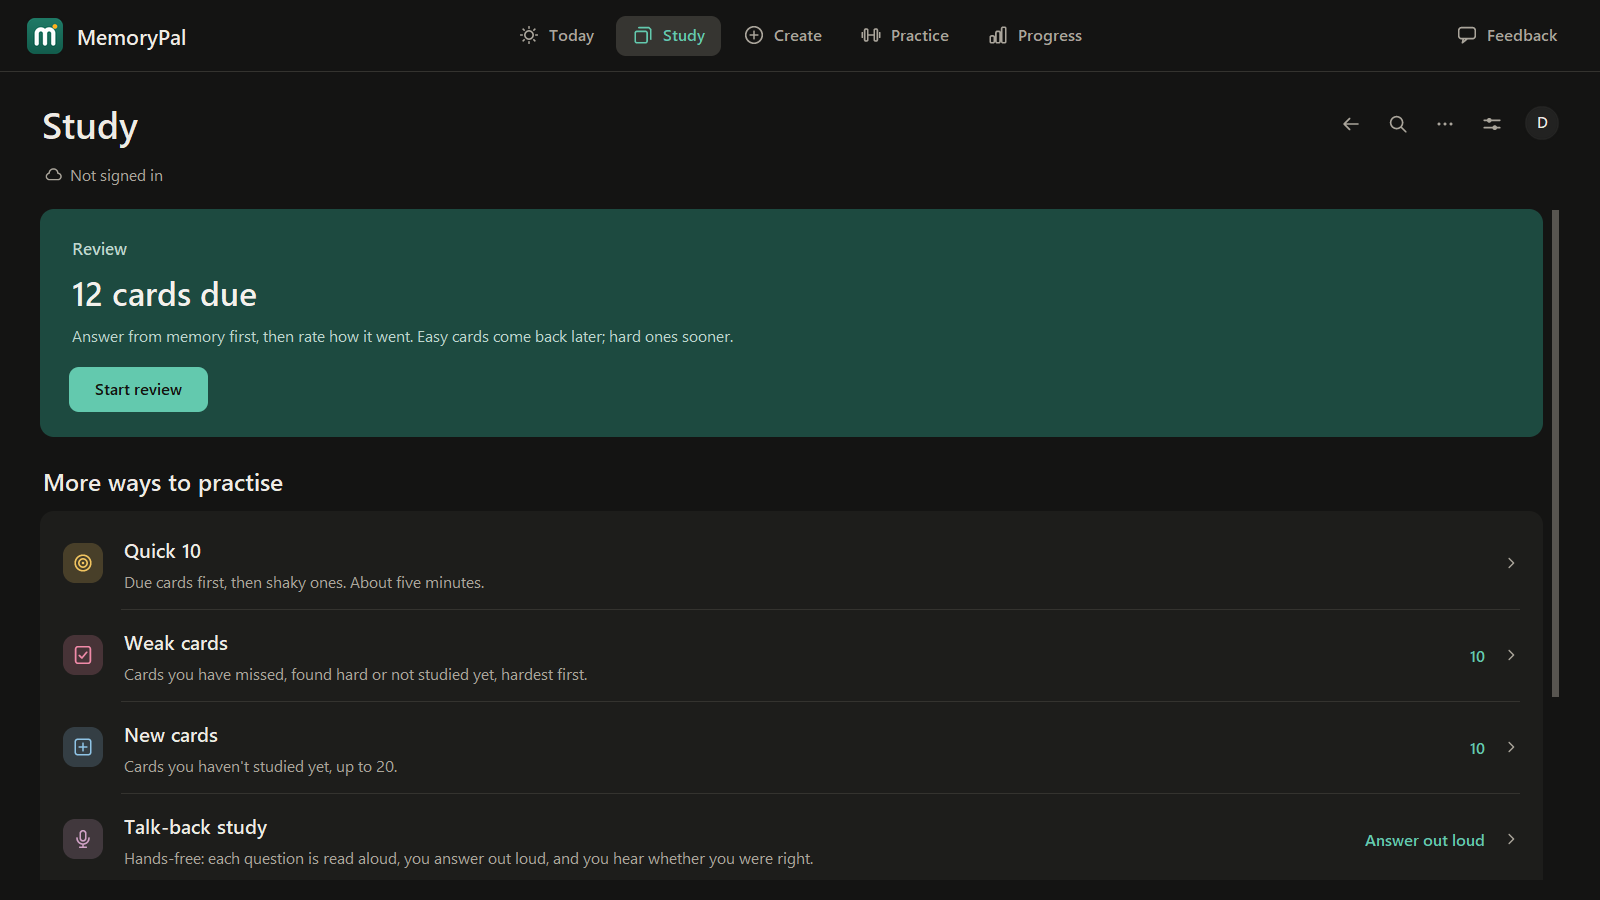 MemoryPal
Today
Study
Create
Practice
Progress
Feedback
Study
D
Not signed in
Review
12 cards due
Answer from memory first, then rate how it went. Easy cards come back later; hard ones sooner.
Start review
More ways to practise
Quick 10
Due cards first, then shaky ones. About five minutes.
Weak cards
Cards you have missed, found hard or not studied yet, hardest first.
10
New cards
Cards you haven't studied yet, up to 20.
10
Talk-back study
Hands-free: each question is read aloud, you answer out loud, and you hear whether you were right.
Answer out loud